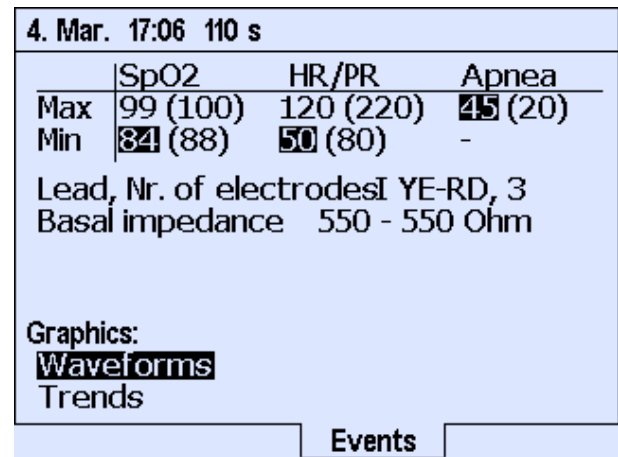 4. Mar. 17:06 110 s
SpO2 HR/PR Apnea
Max 99 (100) 120 (220) 45 (20)
Min 84 (88) 50 (80) -
Lead, Nr. of electrodesI YE-RD, 3
Basal impedance 550 - 550 Ohm
Graphics:
Waveforms
Trends
Events